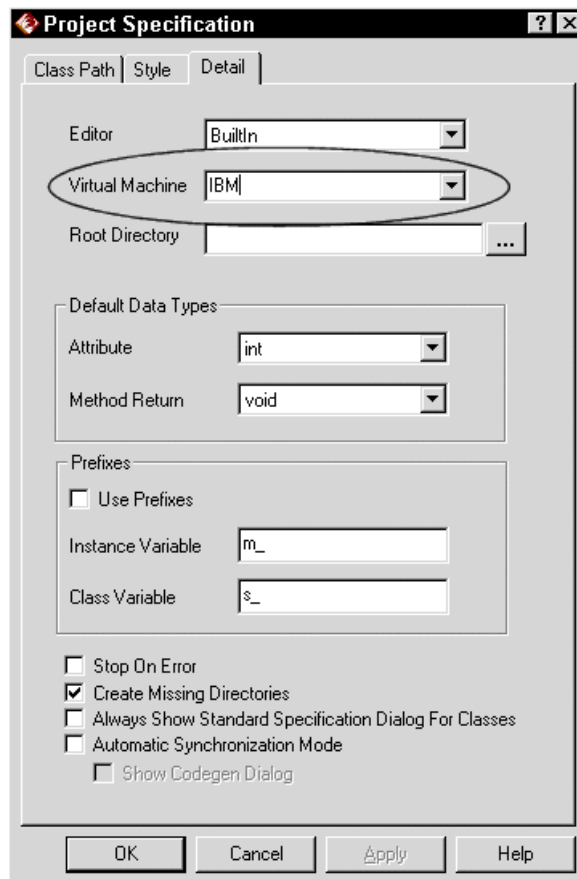 Project Specification
Class Path Style Detail
Editor BuiltIn
Virtual Machine IBM
Root Directory ...
Default Data Types
Attribute int
Method Return void
Prefixes
Use Prefixes
Instance Variable m_
Class Variable s_
Stop On Error
Create Missing Directories
Always Show Standard Specification Dialog For Classes
Automatic Synchronization Mode
Show Codegen Dialog
OK Cancel Apply Help